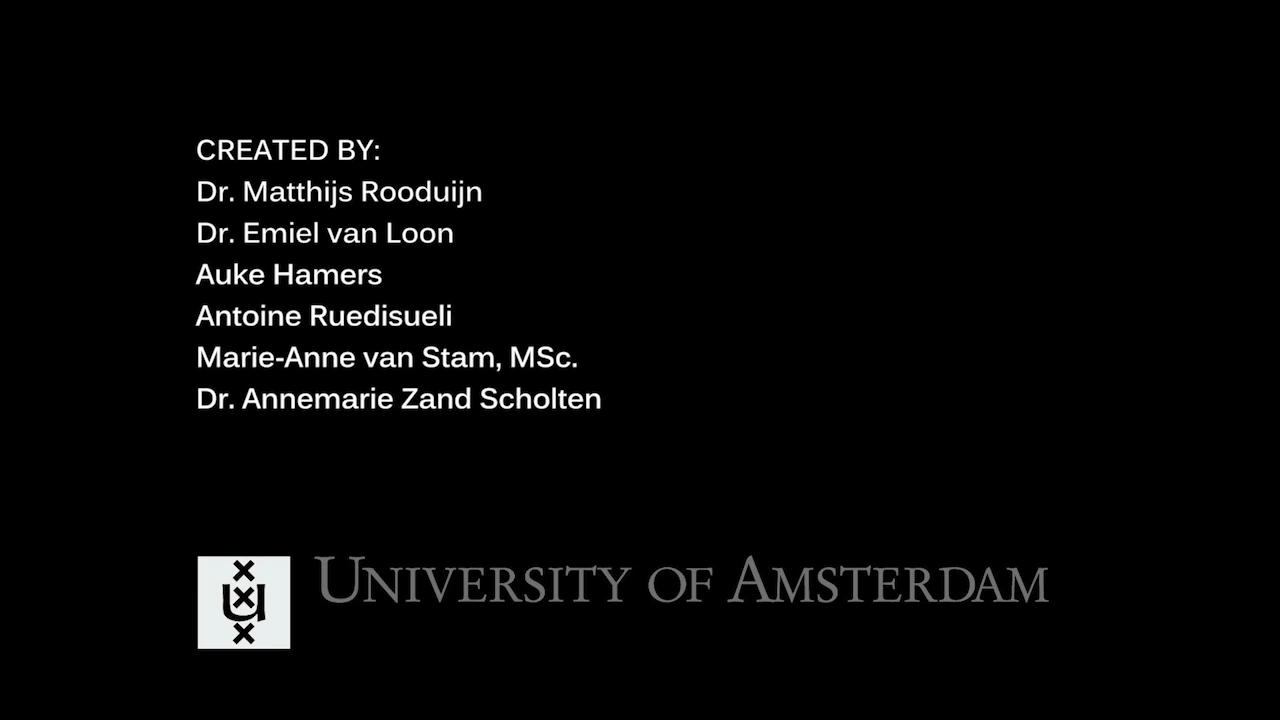 CREATED BY:
Dr. Matthijs Rooduijn
Dr. Emiel van Loon
Auke Hamers
Antoine Ruedisueli
Marie-Anne van Stam, MSc.
Dr. Annemarie Zand Scholten
UNIVERSITY OF AMSTERDAM